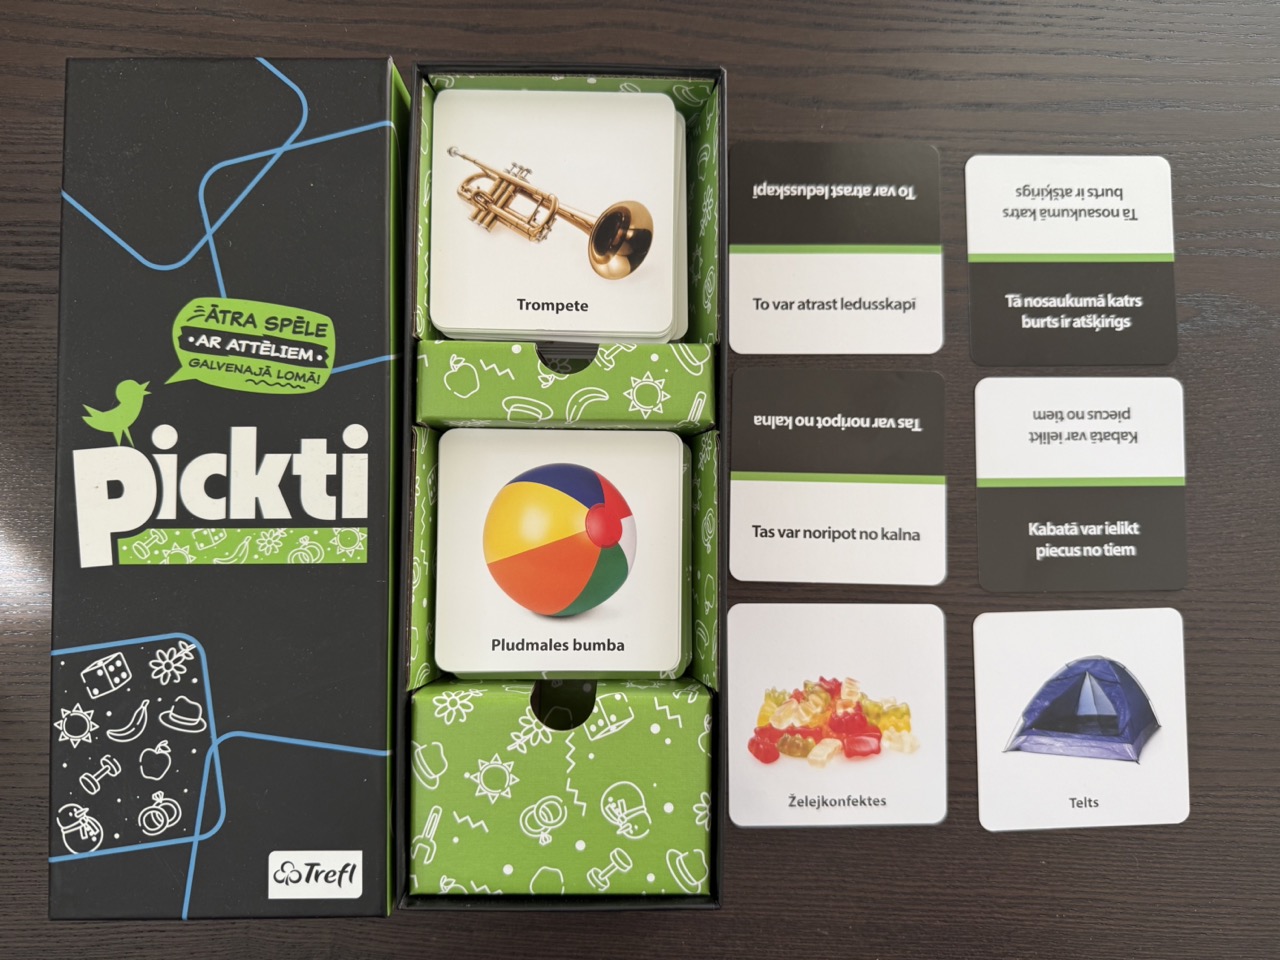 ĀTRA SPĒLE
• AR ATTĒLIEM •
GALVENAJĀ LOMĀ!
pickti
Trefl
Trompete
Pludmales bumba
To var atrast ledusskapī
To var atrast ledusskapī
Tā nosaukumā katrs
burts ir atšķirīgs
Tā nosaukumā katrs
burts ir atšķirīgs
Tas var noripot no kalna
Tas var noripot no kalna
Kabatā var ielikt
piecus no tiem
Kabatā var ielikt
piecus no tiem
Želejkonfektes
Telts